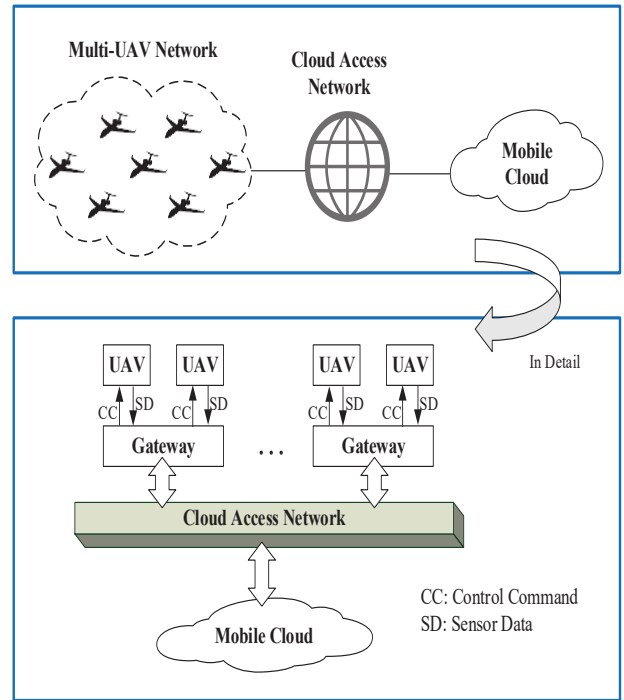 Multi-UAV Network
Cloud Access
Network
Mobile
Cloud
In Detail
UAV UAV UAV UAV
CC SD CC SD CC SD CC SD
Gateway ... Gateway
Cloud Access Network
Mobile Cloud
CC: Control Command
SD: Sensor Data